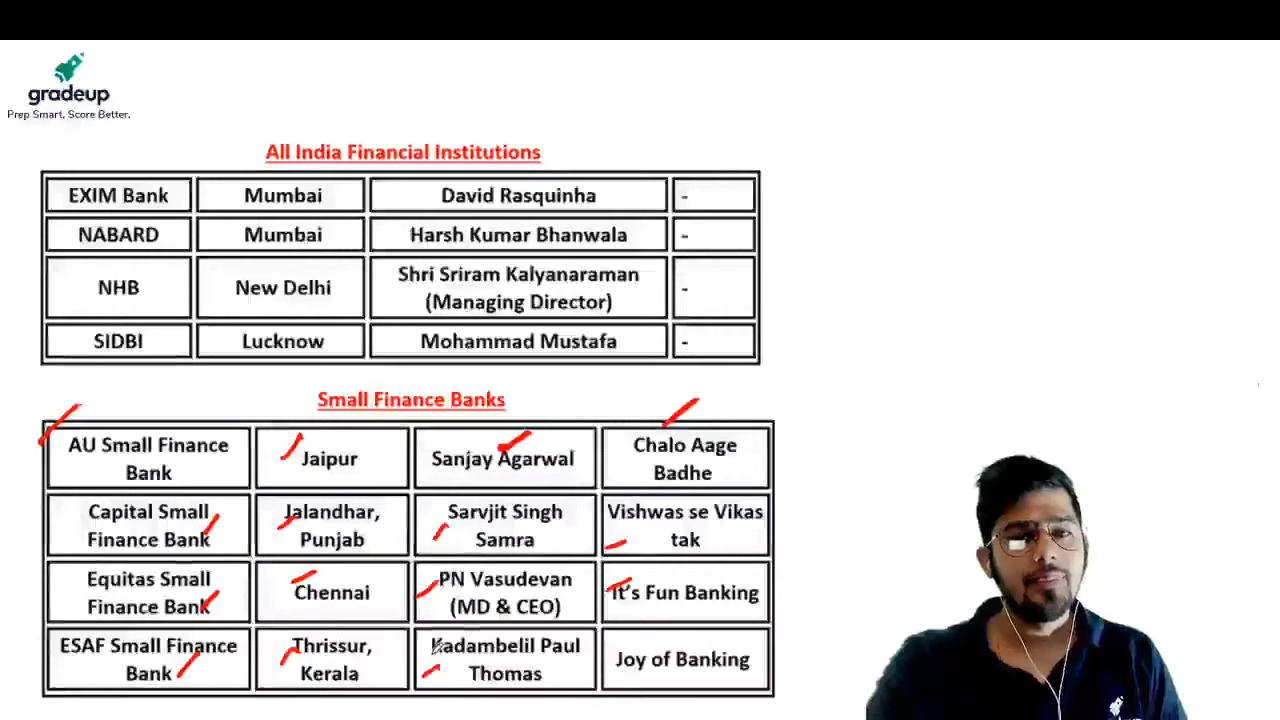 gradeup
Prep Smart. Score Better.
All India Financial Institutions
EXIM Bank Mumbai David Rasquinha -
NABARD Mumbai Harsh Kumar Bhanwala -
NHB New Delhi Shri Sriram Kalyanaraman (Managing Director) -
SIDBI Lucknow Mohammad Mustafa -
Small Finance Banks
AU Small Finance Bank Jaipur Sanjay Agarwal Chalo Aage Badhe
Capital Small Finance Bank Jalandhar, Punjab Sarvjit Singh Samra Vishwas se Vikas tak
Equitas Small Finance Bank Chennai PN Vasudevan (MD & CEO) It's Fun Banking
ESAF Small Finance Bank Thrissur, Kerala Kadambelil Paul Thomas Joy of Banking